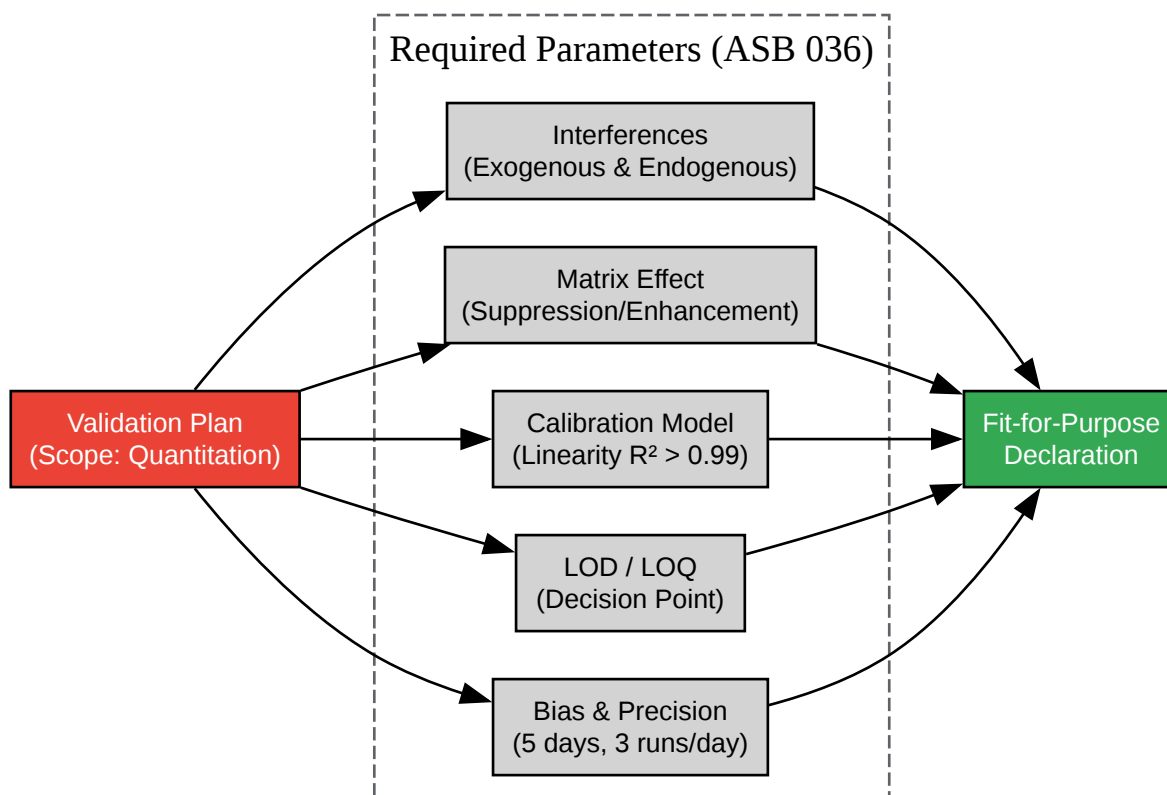 Required Parameters (ASB 036)
Interferences
(Exogenous & Endogenous)
Matrix Effect
(Suppression/Enhancement)
Validation Plan
(Scope: Quantitation)
Calibration Model
(Linearity R² > 0.99)
Fit-for-Purpose
Declaration
LOD / LOQ
(Decision Point)
Bias & Precision
(5 days, 3 runs/day)